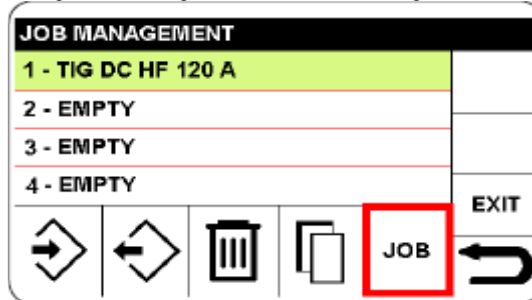 JOB MANAGEMENT
1 - TIG DC HF 120 A
2 - EMPTY
3 - EMPTY
4 - EMPTY
EXIT
JOB